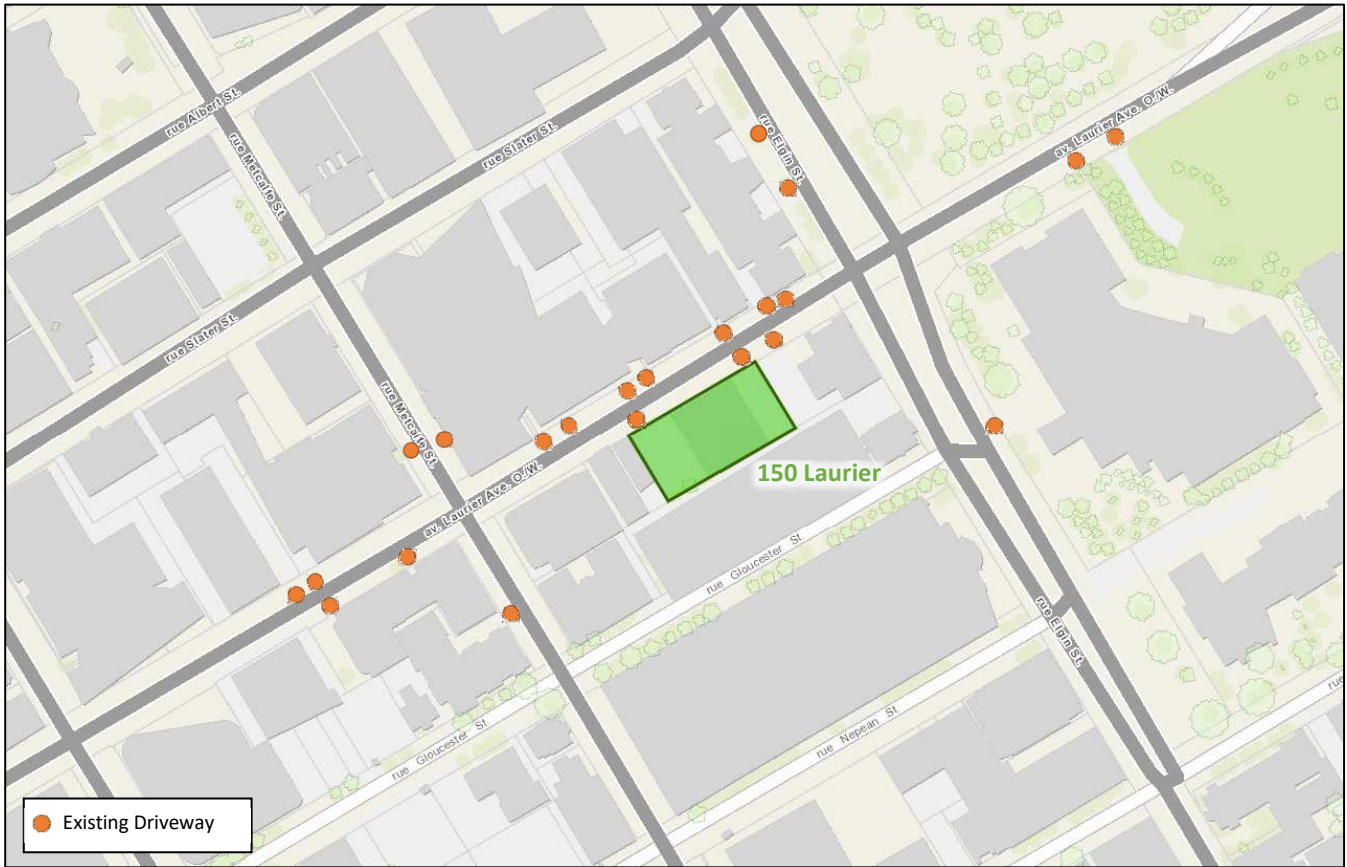 rue Albert St.
rue Elgin St.
av. Laurier Ave. O./W.
rue Slater St.
rue Metcalfe St.
rue Slater St.
rue Metcalfe St.
150 Laurier
av. Laurier Ave. O./W.
rue Gloucester St.
rue Elgin St.
rue
rue Nepean St
rue Gloucester St
Existing Driveway